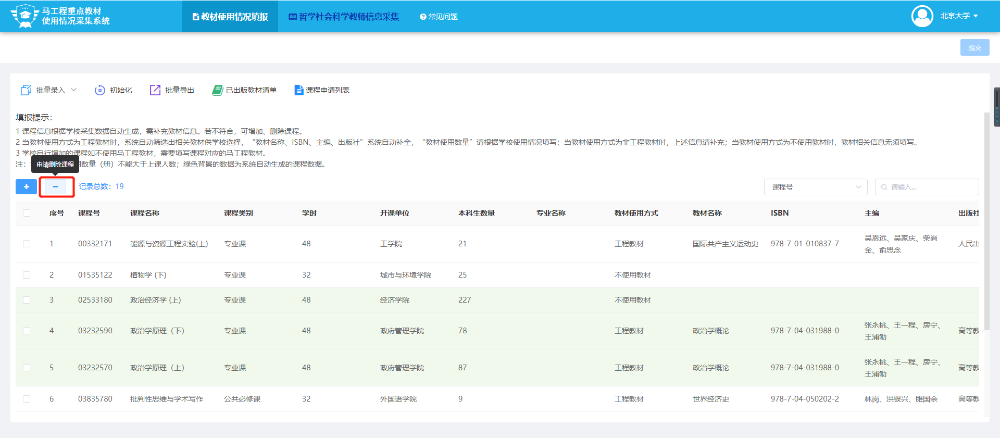 马工程重点教材
使用情况采集系统
教材使用情况填报
哲学社会科学教师信息采集
常见问题
北京大学
提交
批量录入
初始化
批量导出
已出版教材清单
课程申请列表
填报提示：
1 课程信息根据学校采集数据自动生成，需补充教材信息。若不符合，可增加、删除课程。
2 当教材使用方式为工程教材时，系统自动筛选出相关教材供学校选择，“教材名称、ISBN、主编、出版社”系统自动补全，“教材使用数量”请根据学校使用情况填写；当教材使用方式为非工程教材时，上述信息请补充；当教材使用方式为不使用教材时，教材相关信息无须填写。
3 学校自行增加的课程如不使用马工程教材，需要填写课程对应的马工程教材。
注：
数量（册）不能大于上课人数；绿色背景的数据为系统自动生成的课程数据。
申请删除课程
记录总数：19
课程号
请输入...
序号 课程号 课程名称 课程类别 学时 开课单位 本科生数量 专业名称 教材使用方式 教材名称 ISBN 主编 出版社
1 00332171 能源与资源工程实验(上) 专业课 48 工学院 21 工程教材 国际共产主义运动史 978-7-01-010837-7 吴恩远、吴家庆、柴尚 人民出
金、俞思念
2 01535122 植物学 (下) 专业课 32 城市与环境学院 25 不使用教材
3 02533180 政治经济学 (上) 专业课 48 经济学院 227 不使用教材
4 03232590 政治学原理（下） 专业课 48 政府管理学院 78 工程教材 政治学概论 978-7-04-031988-0 张永桃、王一程、房宁、 高等教
王浦劬
5 03232570 政治学原理（上） 专业课 48 政府管理学院 87 工程教材 政治学概论 978-7-04-031988-0 张永桃、王一程、房宁、 高等教
王浦劬
6 03835780 批判性思维与学术写作 公共必修课 32 外国语学院 9 工程教材 世界经济史 978-7-04-050202-2 林岗、洪银兴、雎国余 高等教